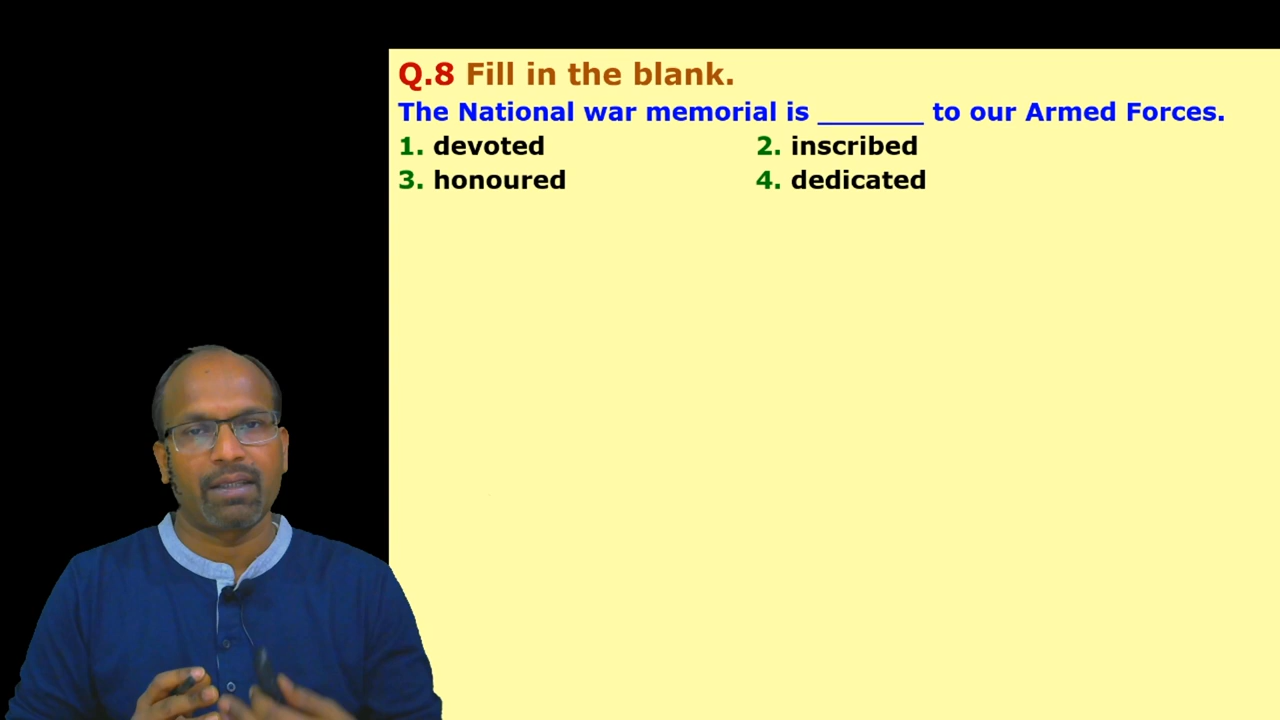 Q.8 Fill in the blank.
The National war memorial is _______ to our Armed Forces.
1. devoted 2. inscribed
3. honoured 4. dedicated